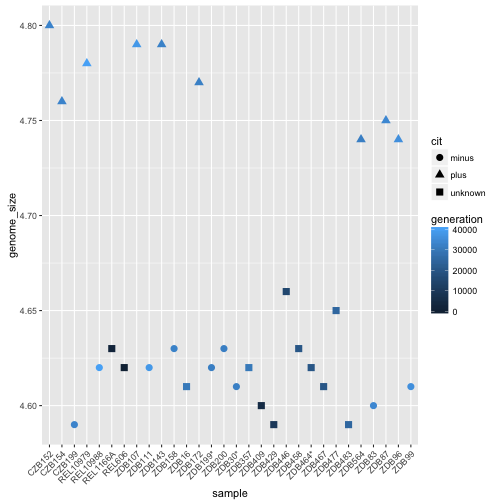 4.80
4.75
4.70
4.65
4.60
genome_size
CZB152
CZB154
CZB199
REL10979
REL10988
REL1166A
REL606
ZDB107
ZDB111
ZDB143
ZDB158
ZDB16
ZDB172
ZDB199*
ZDB200
ZDB30*
ZDB357
ZDB409
ZDB429
ZDB446
ZDB458
ZDB464*
ZDB467
ZDB477
ZDB483
ZDB564
ZDB83
ZDB87
ZDB96
ZDB99
sample
cit
minus
plus
unknown
generation
40000
30000
20000
10000
0